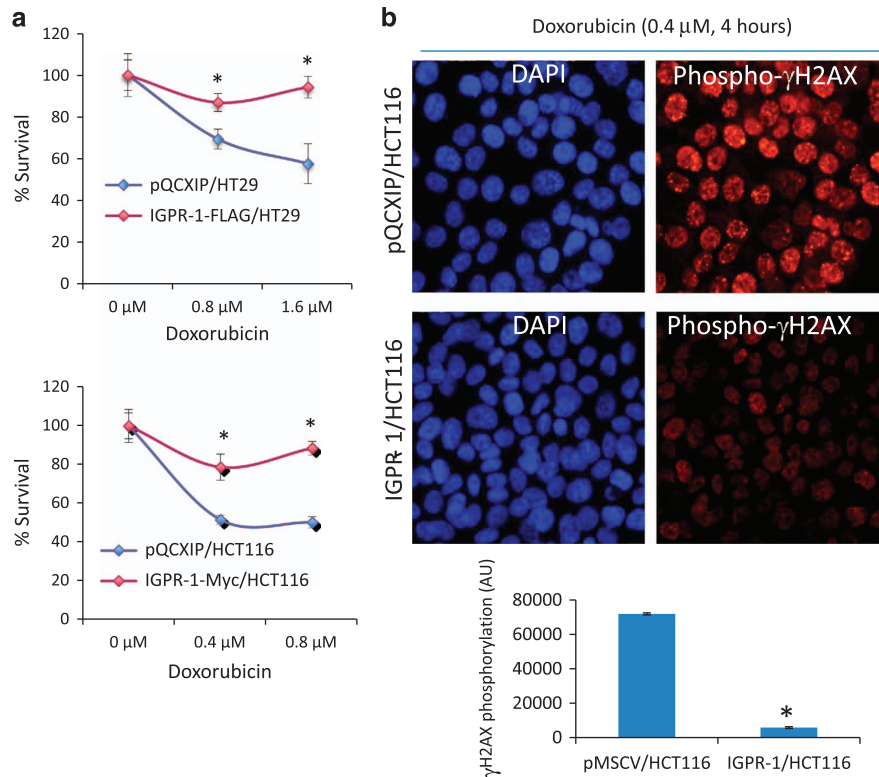 a
120
100
80
60
40
20
0
% Survival
*
*
pQCXIP/HT29
IGPR-1-FLAG/HT29
0 μM
0.8 μM
1.6 μM
Doxorubicin
120
100
80
60
40
20
0
% Survival
*
*
pQCXIP/HCT116
IGPR-1-Myc/HCT116
0 μM
0.4 μM
0.8 μM
Doxorubicin
b
Doxorubicin (0.4 μM, 4 hours)
pQCXIP/HCT116
DAPI
Phospho-γH2AX
IGPR-1/HCT116
DAPI
Phospho-γH2AX
γH2AX phosphorylation (AU)
80000
60000
40000
20000
0
*
pMSCV/HCT116
IGPR-1/HCT116